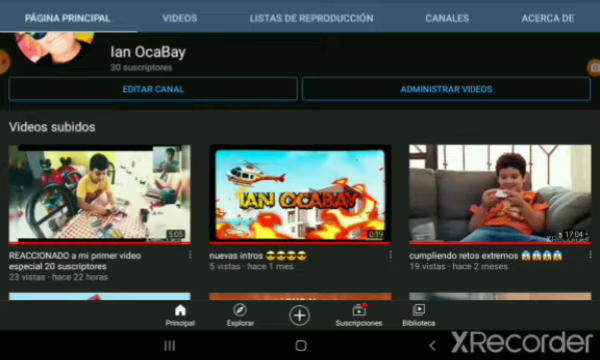 PÁGINA PRINCIPAL VIDEOS LISTAS DE REPRODUCCIÓN CANALES ACERCA DE
Ian OcaBay
30 suscriptores
EDITAR CANAL ADMINISTRAR VIDEOS
Videos subidos
IAN OCABAY
5:05 0:19 17:04
REACCIONADO a mi primer video especial 20 suscriptores
23 vistas · hace 22 horas
nuevas intros 😎😎😎😎
5 vistas · hace 1 mes
cumpliendo retos extremos 😱😱😱😱
19 vistas · hace 2 meses
Principal Explorar Suscripciones Biblioteca
XRecorder